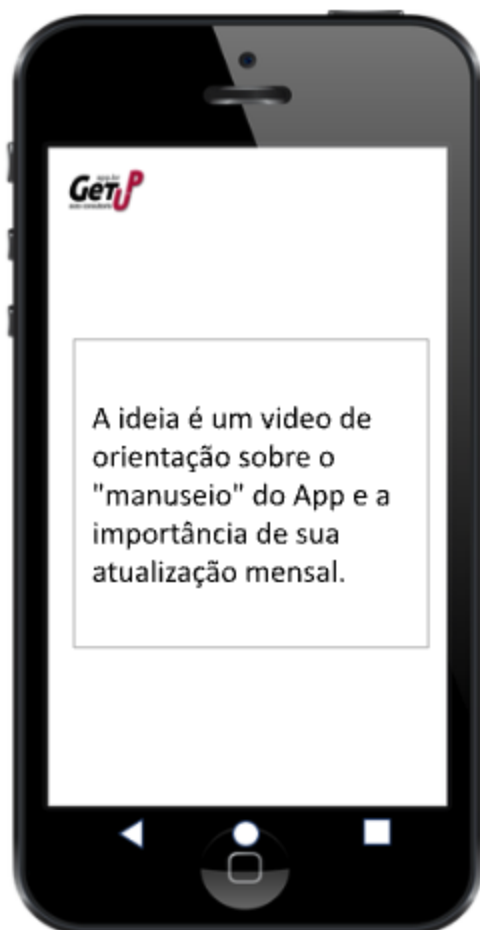 GetUP
A ideia é um video de
orientação sobre o
"manuseio" do App e a
importância de sua
atualização mensal.